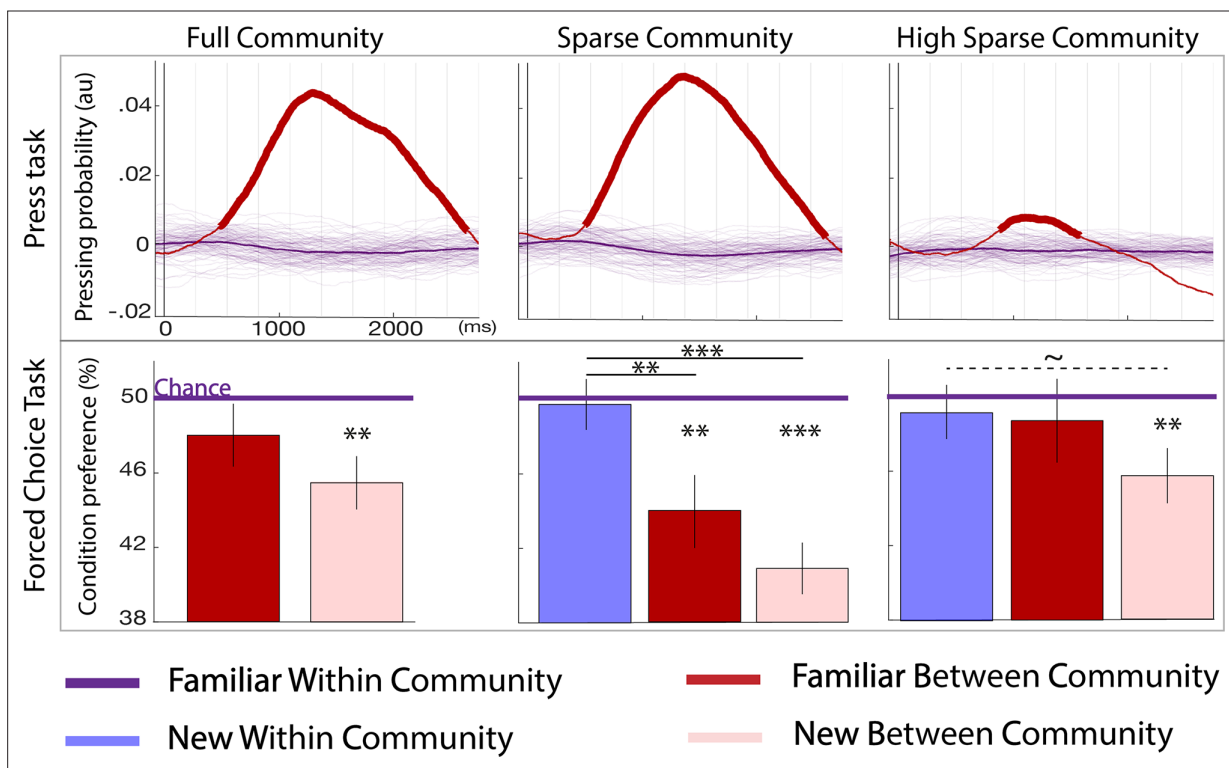 Full Community
Sparse Community
High Sparse Community
Press task
Pressing probability (au)
.04
.02
0
-.02
0
1000
2000
(ms)
Forced Choice Task
Condition preference (%)
50
46
42
38
Chance
**
***
**
**
***
~
**
Familiar Within Community
Familiar Between Community
New Within Community
New Between Community